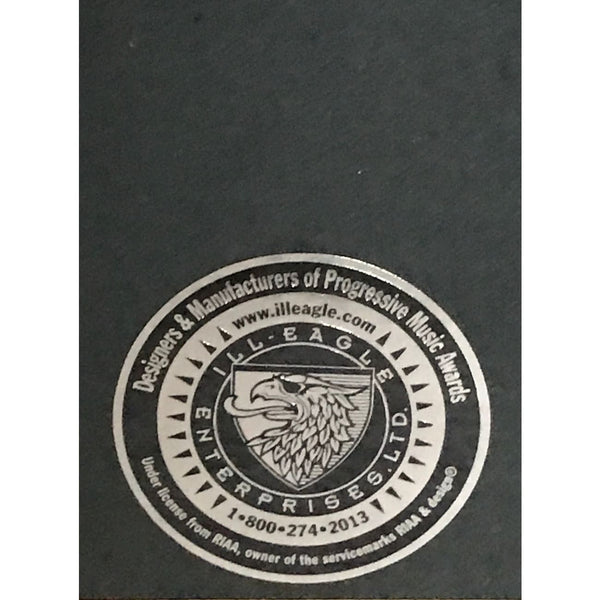 Designers & Manufacturers of Progressive Music Awards
www.illeagle.com
ILL-EAGLE
ENTERPRISES, LTD.
1•800•274•2013
Under license from RIAA, owner of the servicemarks RIAA & design®